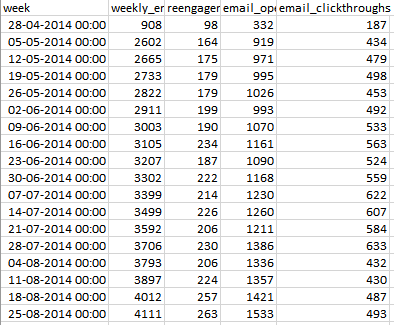 week weekly_er reengager email_ope email_clickthroughs
28-04-2014 00:00 908 98 332 187
05-05-2014 00:00 2602 164 919 434
12-05-2014 00:00 2665 175 971 479
19-05-2014 00:00 2733 179 995 498
26-05-2014 00:00 2822 179 1026 453
02-06-2014 00:00 2911 199 993 492
09-06-2014 00:00 3003 190 1070 533
16-06-2014 00:00 3105 234 1161 563
23-06-2014 00:00 3207 187 1090 524
30-06-2014 00:00 3302 222 1168 559
07-07-2014 00:00 3399 214 1230 622
14-07-2014 00:00 3499 226 1260 607
21-07-2014 00:00 3592 206 1211 584
28-07-2014 00:00 3706 230 1386 633
04-08-2014 00:00 3793 206 1336 432
11-08-2014 00:00 3897 224 1357 430
18-08-2014 00:00 4012 257 1421 487
25-08-2014 00:00 4111 263 1533 493